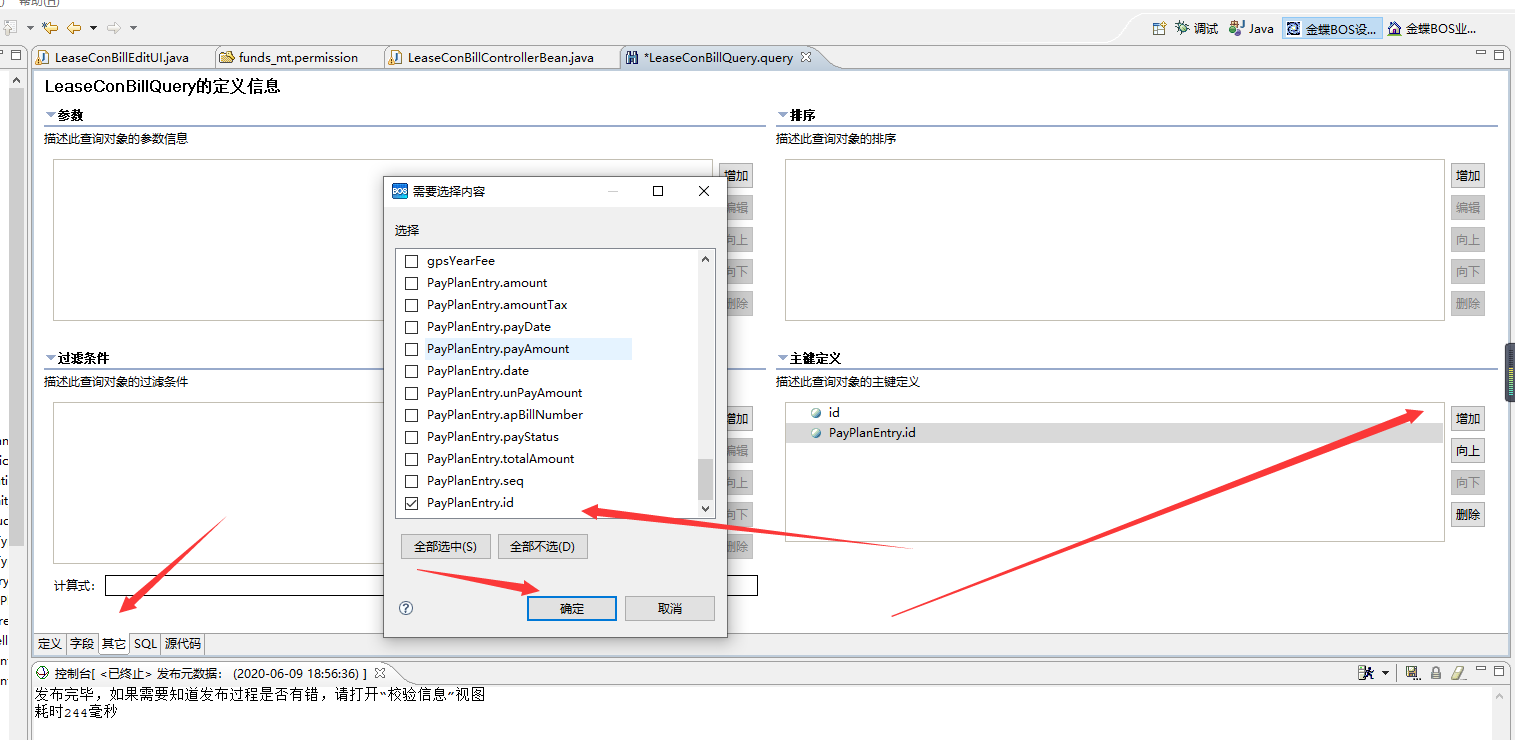 帮助(H)
调试
Java
金蝶BOS设...
金蝶BOS业...
LeaseConBillEditUI.java
funds_mt.permission
LeaseConBillControllerBean.java
*LeaseConBillQuery.query
LeaseConBillQuery的定义信息
参数
描述此查询对象的参数信息
增加
编辑
向上
向下
删除
排序
描述此查询对象的排序
增加
编辑
向上
向下
删除
过滤条件
描述此查询对象的过滤条件
增加
编辑
向上
向下
删除
计算式:
主键定义
描述此查询对象的主键定义
id
PayPlanEntry.id
增加
向上
向下
删除
BOS 需要选择内容
选择
gpsYearFee
PayPlanEntry.amount
PayPlanEntry.amountTax
PayPlanEntry.payDate
PayPlanEntry.payAmount
PayPlanEntry.date
PayPlanEntry.unPayAmount
PayPlanEntry.apBillNumber
PayPlanEntry.payStatus
PayPlanEntry.totalAmount
PayPlanEntry.seq
PayPlanEntry.id
全部选中(S)
全部不选(D)
确定
取消
定义 字段 其它 SQL 源代码
控制台[ <已终止> 发布元数据: (2020-06-09 18:56:36) ]
发布完毕，如果需要知道发布过程是否有错，请打开“校验信息”视图
耗时244毫秒